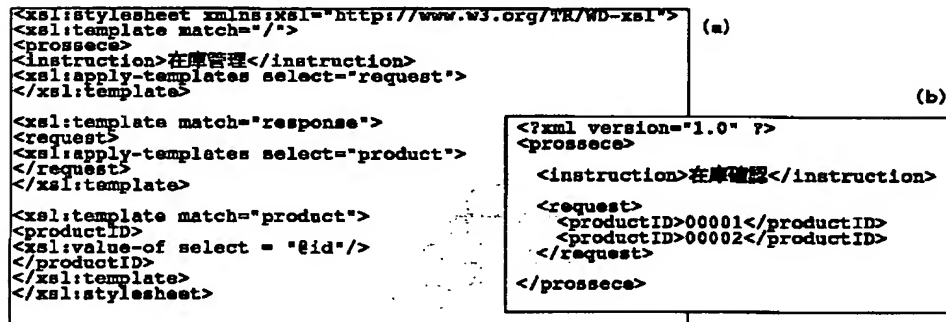 <xsl:stylesheet xmlns:xsl="http://www.w3.org/TR/WD-xsl">
<xsl:template match="/">
<prossece>
<instruction>在庫管理</instruction>
<xsl:apply-templates select="request">
</xsl:template>
<xsl:template match="response">
<request>
<xsl:apply-templates select="product">
</request>
</xsl:template>
<xsl:template match="product">
<productID>
<xsl:value-of select = "@id"/>
</productID>
</xsl:template>
</xsl:stylesheet>
(a)
(b)
<?xml version="1.0" ?>
<prossece>
<instruction>在庫確認</instruction>
<request>
<productID>00001</productID>
<productID>00002</productID>
</request>
</prossece>